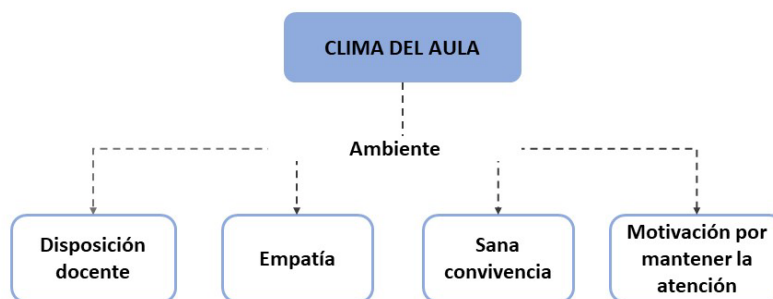 CLIMA DEL AULA
Ambiente
Disposición
docente
Empatía
Sana
convivencia
Motivación por
mantener la
atención